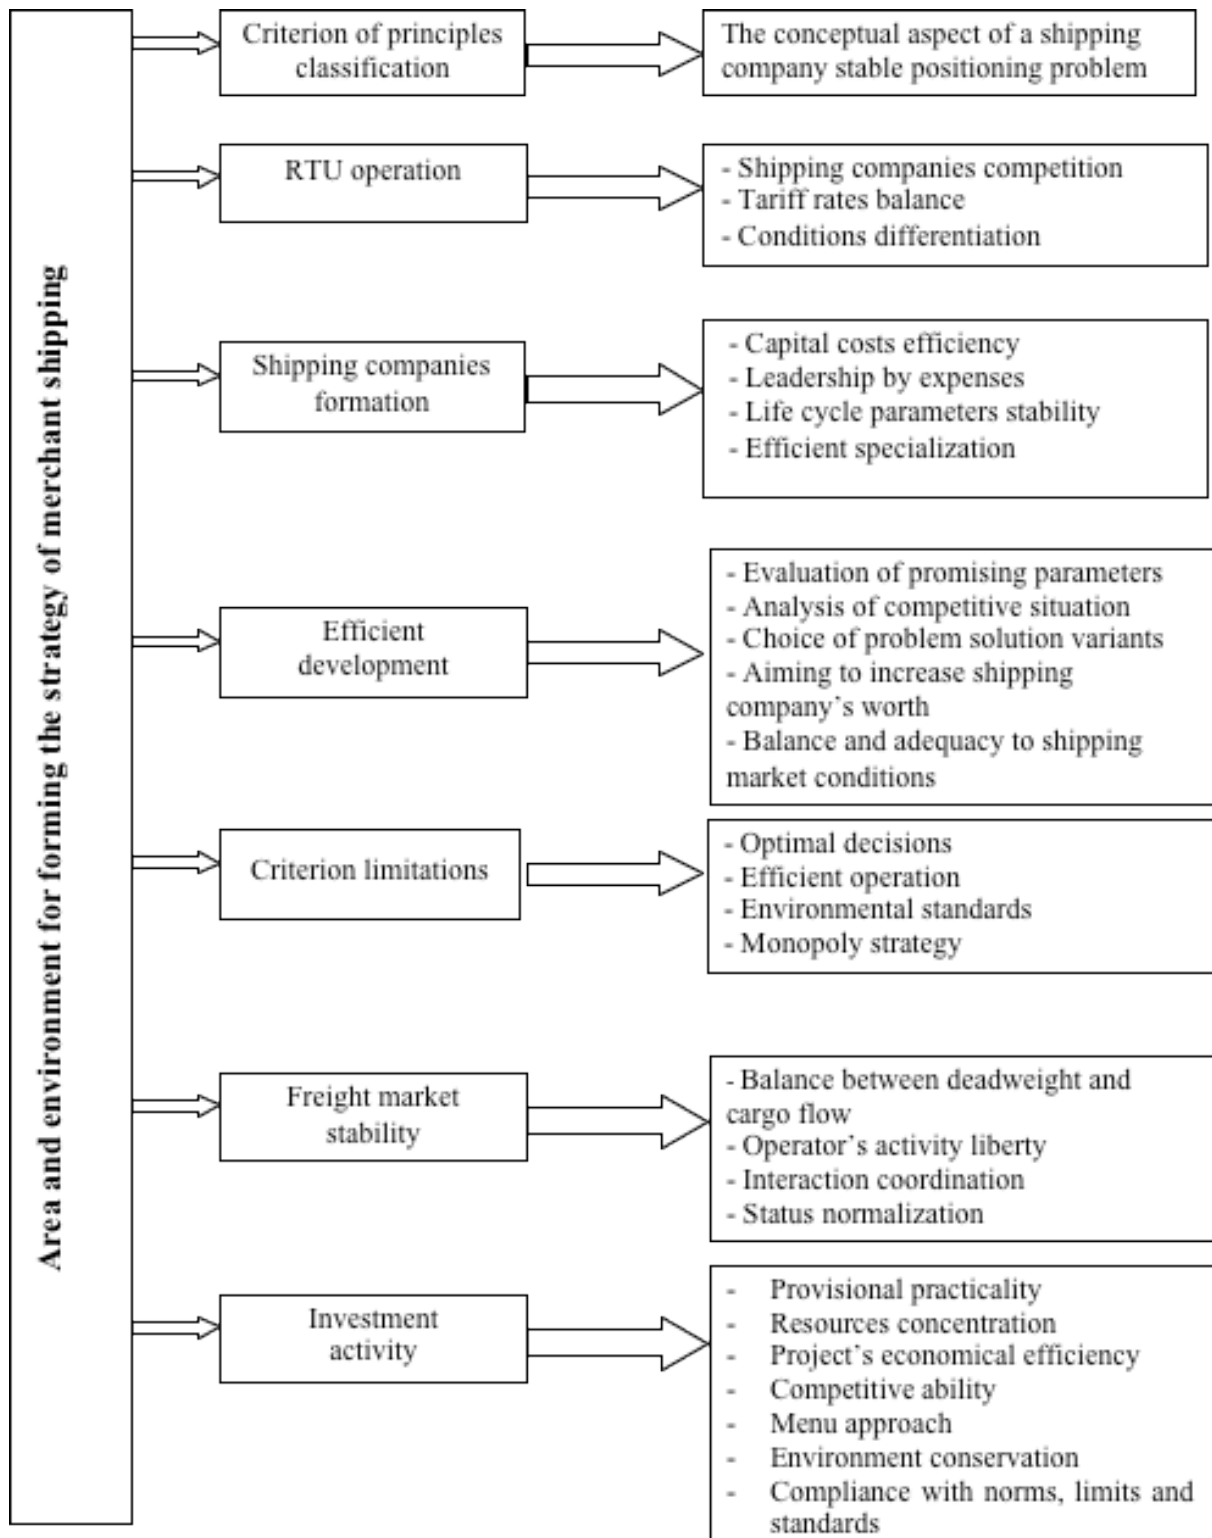 Area and environment for forming the strategy of merchant shipping
Criterion of principles
classification
The conceptual aspect of a shipping
company stable positioning problem
RTU operation
- Shipping companies competition
- Tariff rates balance
- Conditions differentiation
Shipping companies
formation
- Capital costs efficiency
- Leadership by expenses
- Life cycle parameters stability
- Efficient specialization
Efficient
development
- Evaluation of promising parameters
- Analysis of competitive situation
- Choice of problem solution variants
- Aiming to increase shipping
company's worth
- Balance and adequacy to shipping
market conditions
Criterion limitations
- Optimal decisions
- Efficient operation
- Environmental standards
- Monopoly strategy
Freight market
stability
- Balance between deadweight and
cargo flow
- Operator's activity liberty
- Interaction coordination
- Status normalization
Investment
activity
- Provisional practicality
- Resources concentration
- Project's economical efficiency
- Competitive ability
- Menu approach
- Environment conservation
- Compliance with norms, limits and
standards